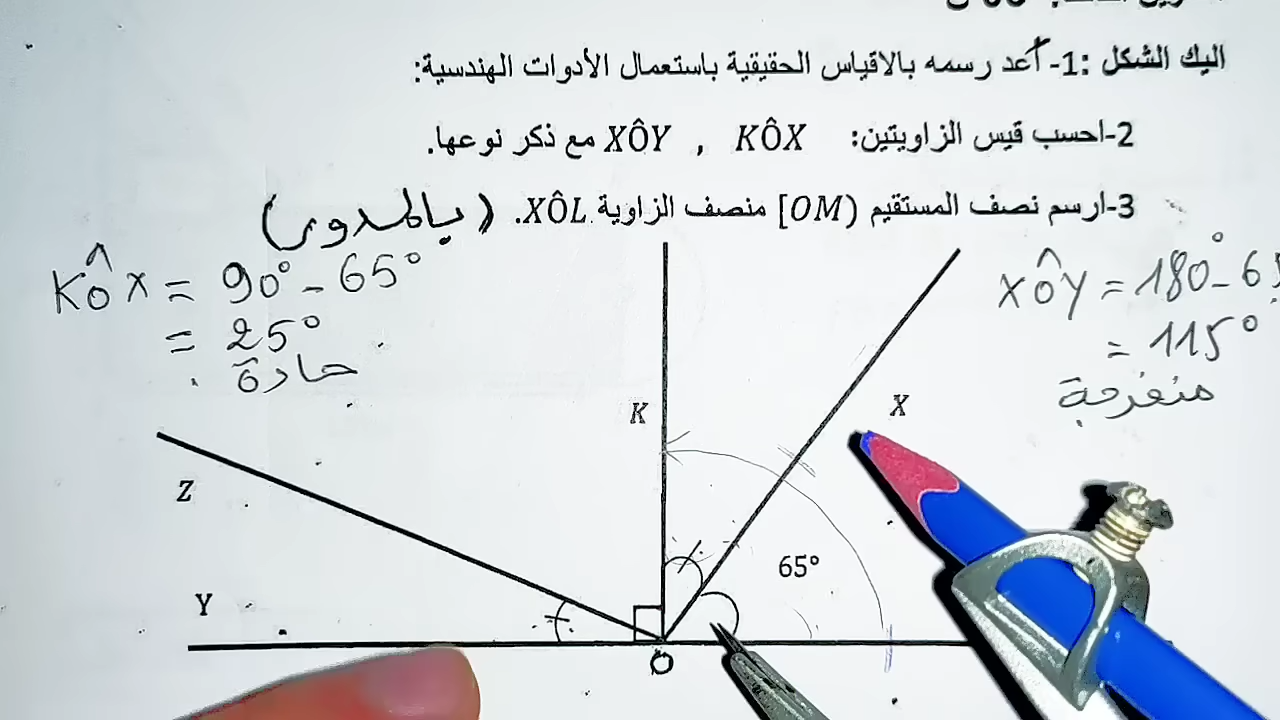 اليك الشكل :1- أعد رسمه بالاقياس الحقيقية باستعمال الأدوات الهندسية:
2-احسب قيس الزاويتين: KÔX , XÔY مع ذكر نوعها.
3-ارسم نصف المستقيم [OM) منصف الزاوية XÔL. (بالمدور)
KÔX = 90° - 65°
= 25°
حادة
XÔY = 180° - 65
= 115°
منفرجة
K
X
Z
65°
Y
O